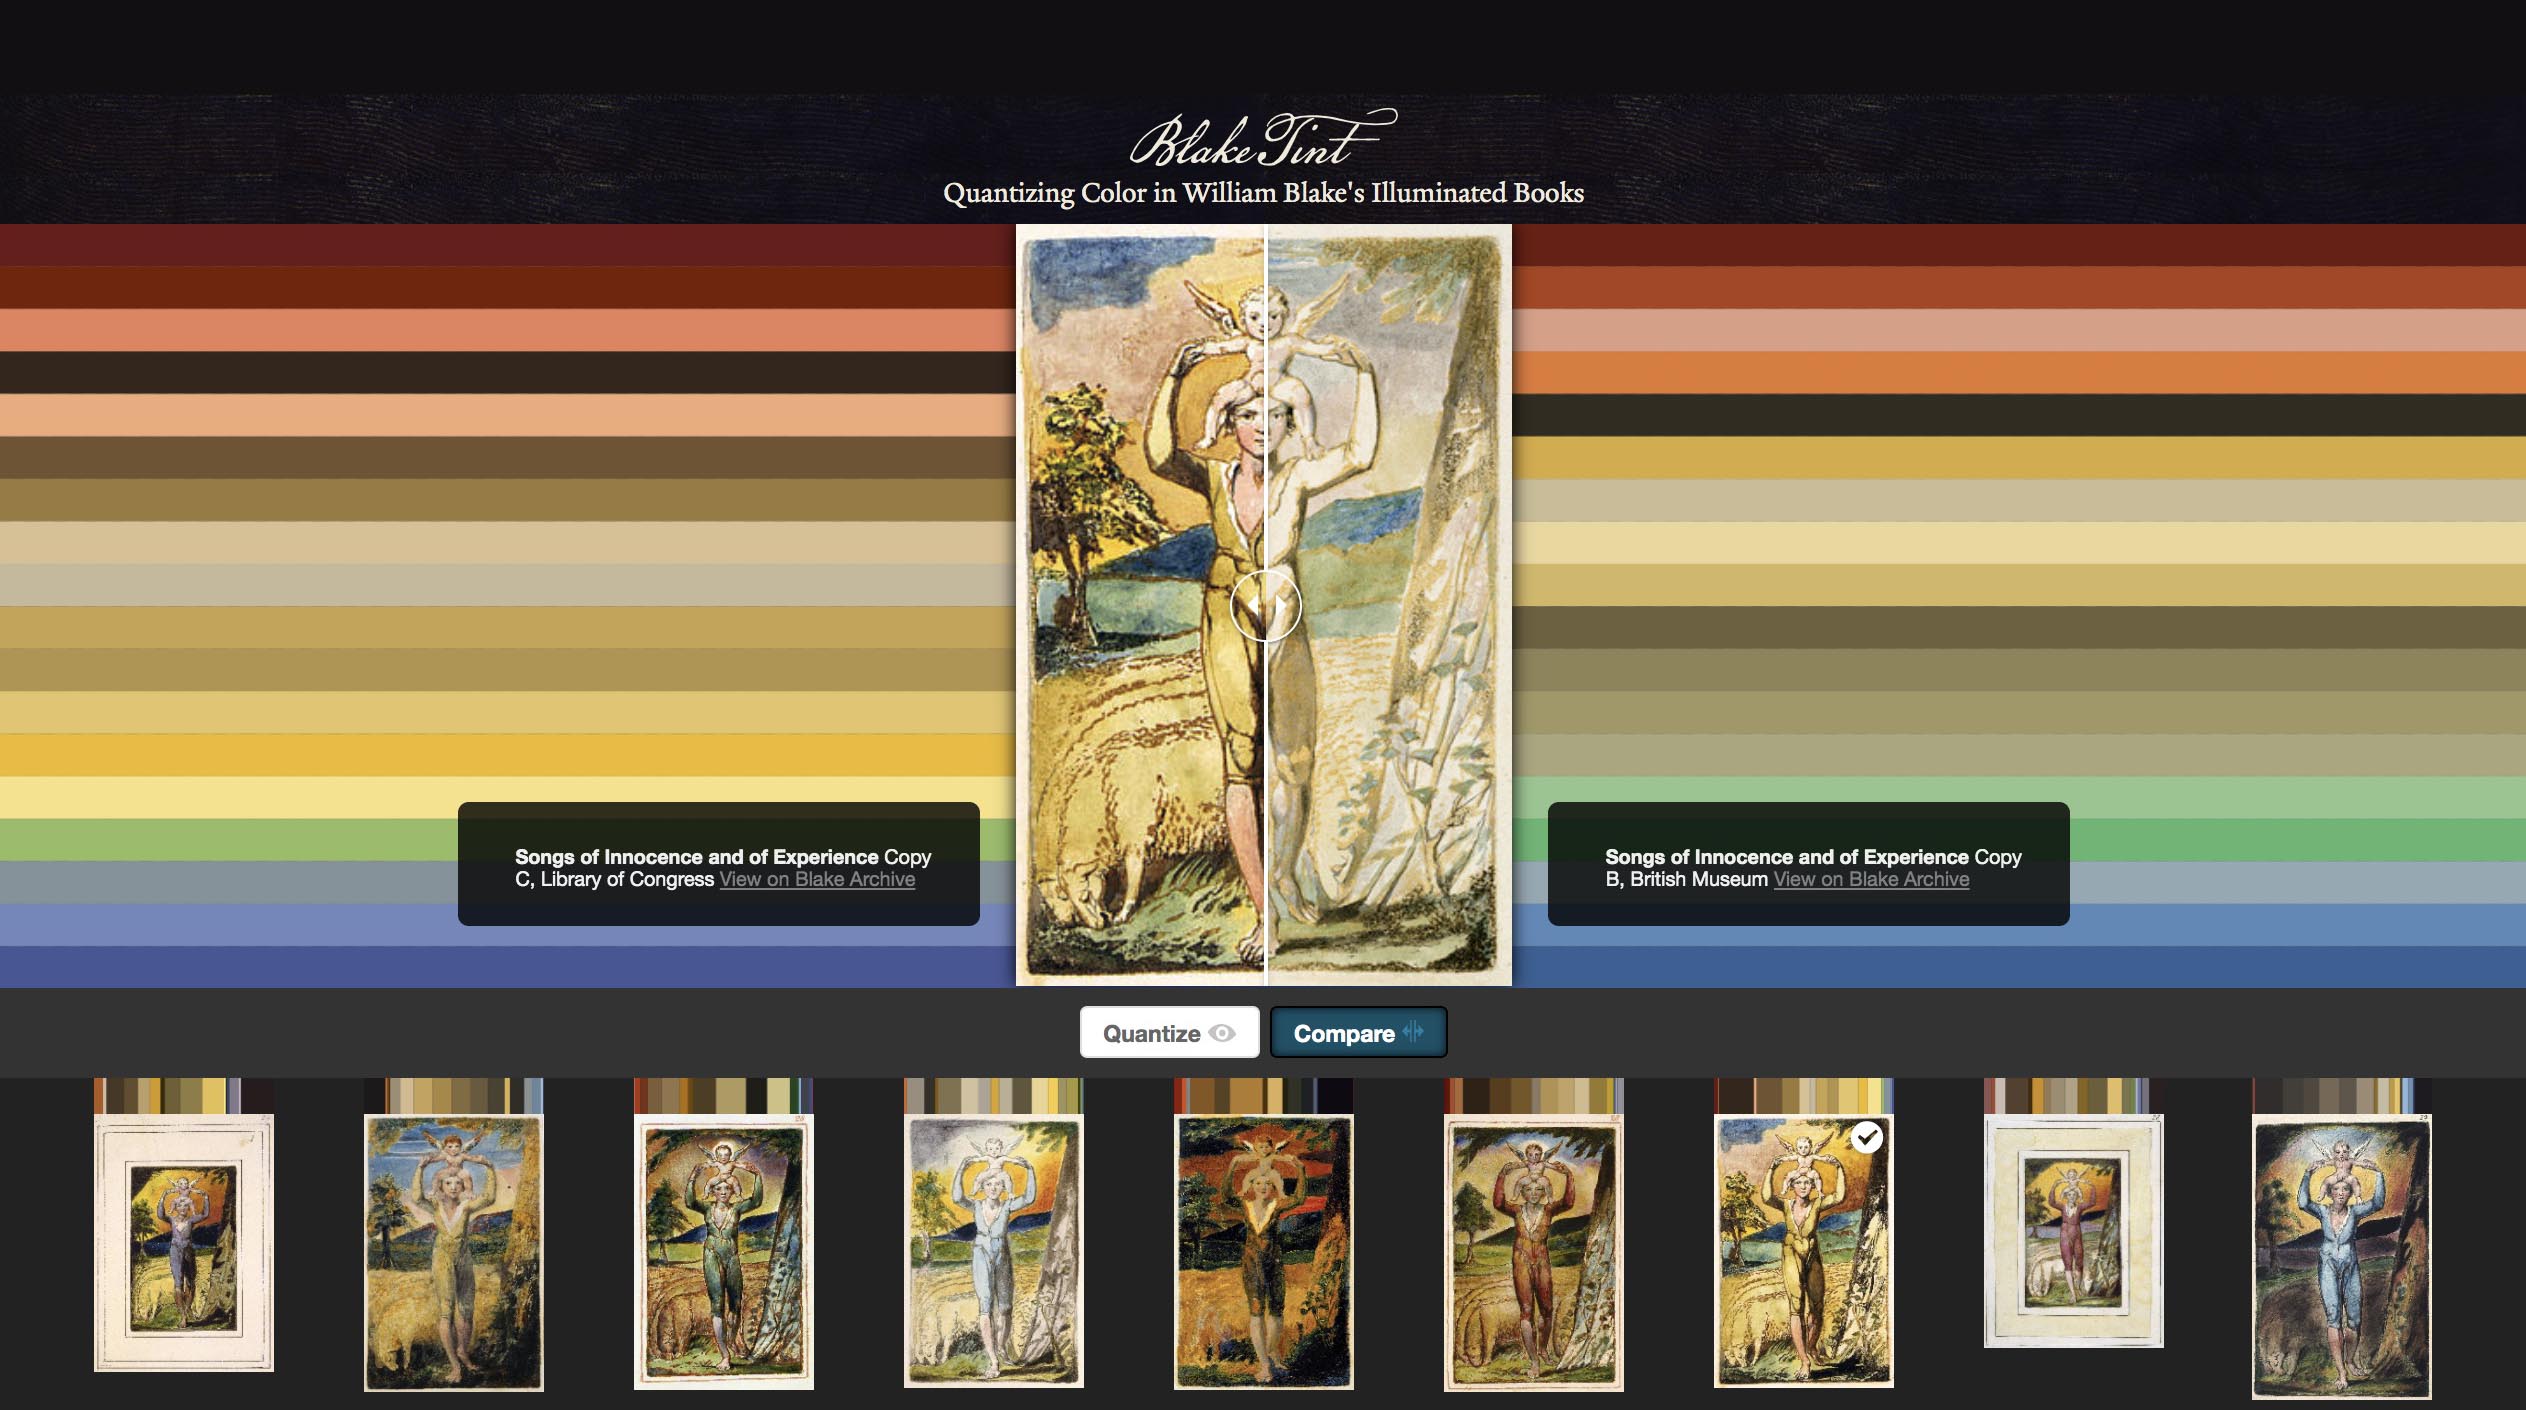 Blake Tint
Quantizing Color in William Blake's Illuminated Books
Songs of Innocence and of Experience Copy
C, Library of Congress View on Blake Archive
Songs of Innocence and of Experience Copy
B, British Museum View on Blake Archive
Quantize
Compare